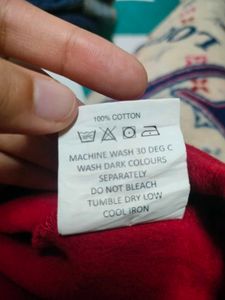 100% COTTON
MACHINE WASH 30 DEG C
WASH DARK COLOURS
SEPARATELY
DO NOT BLEACH
TUMBLE DRY LOW
COOL IRON